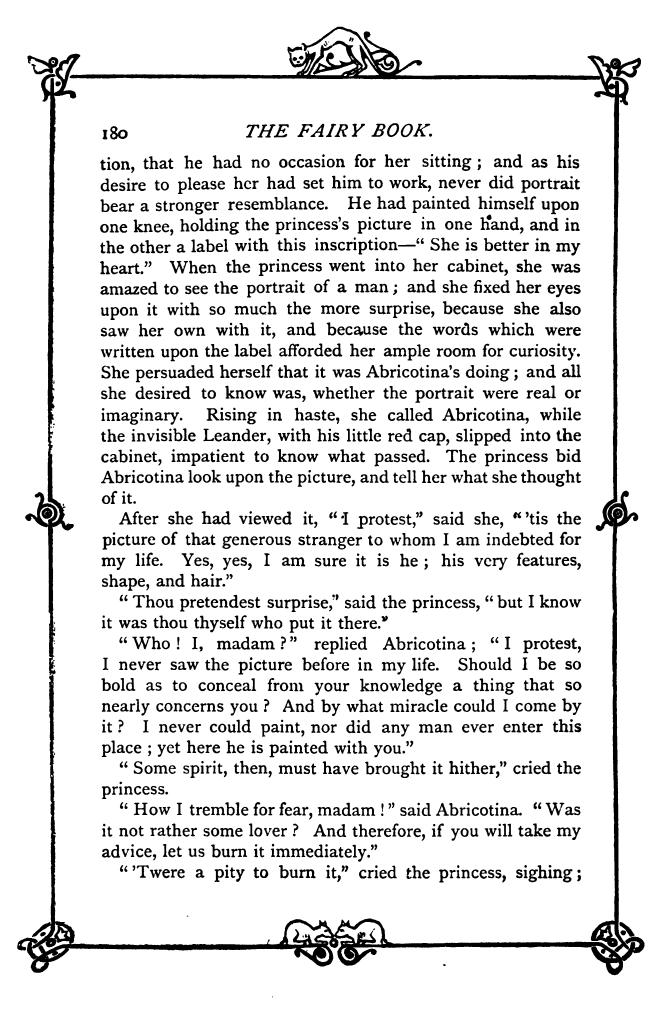 180 THE FAIRY BOOK.
tion, that he had no occasion for her sitting ; and as his
desire to please her had set him to work, never did portrait
bear a stronger resemblance. He had painted himself upon
one knee, holding the princess's picture in one hand, and in
the other a label with this inscription—“ She is better in my
heart.” When the princess went into her cabinet, she was
amazed to see the portrait of a man ; and she fixed her eyes
upon it with so much the more surprise, because she also
saw her own with it, and because the words which were
written upon the label afforded her ample room for curiosity.
She persuaded herself that it was Abricotina's doing ; and all
she desired to know was, whether the portrait were real or
imaginary. Rising in haste, she called Abricotina, while
the invisible Leander, with his little red cap, slipped into the
cabinet, impatient to know what passed. The princess bid
Abricotina look upon the picture, and tell her what she thought
of it.
After she had viewed it, “ I protest,” said she, “ 'tis the
picture of that generous stranger to whom I am indebted for
my life. Yes, yes, I am sure it is he ; his very features,
shape, and hair.”
“ Thou pretendest surprise,” said the princess, “ but I know
it was thou thyself who put it there.”
“ Who ! I, madam ?” replied Abricotina ; “ I protest,
I never saw the picture before in my life. Should I be so
bold as to conceal from your knowledge a thing that so
nearly concerns you ? And by what miracle could I come by
it ? I never could paint, nor did any man ever enter this
place ; yet here he is painted with you.”
“ Some spirit, then, must have brought it hither,” cried the
princess.
“ How I tremble for fear, madam !” said Abricotina. “ Was
it not rather some lover ? And therefore, if you will take my
advice, let us burn it immediately.”
“ 'Twere a pity to burn it,” cried the princess, sighing ;